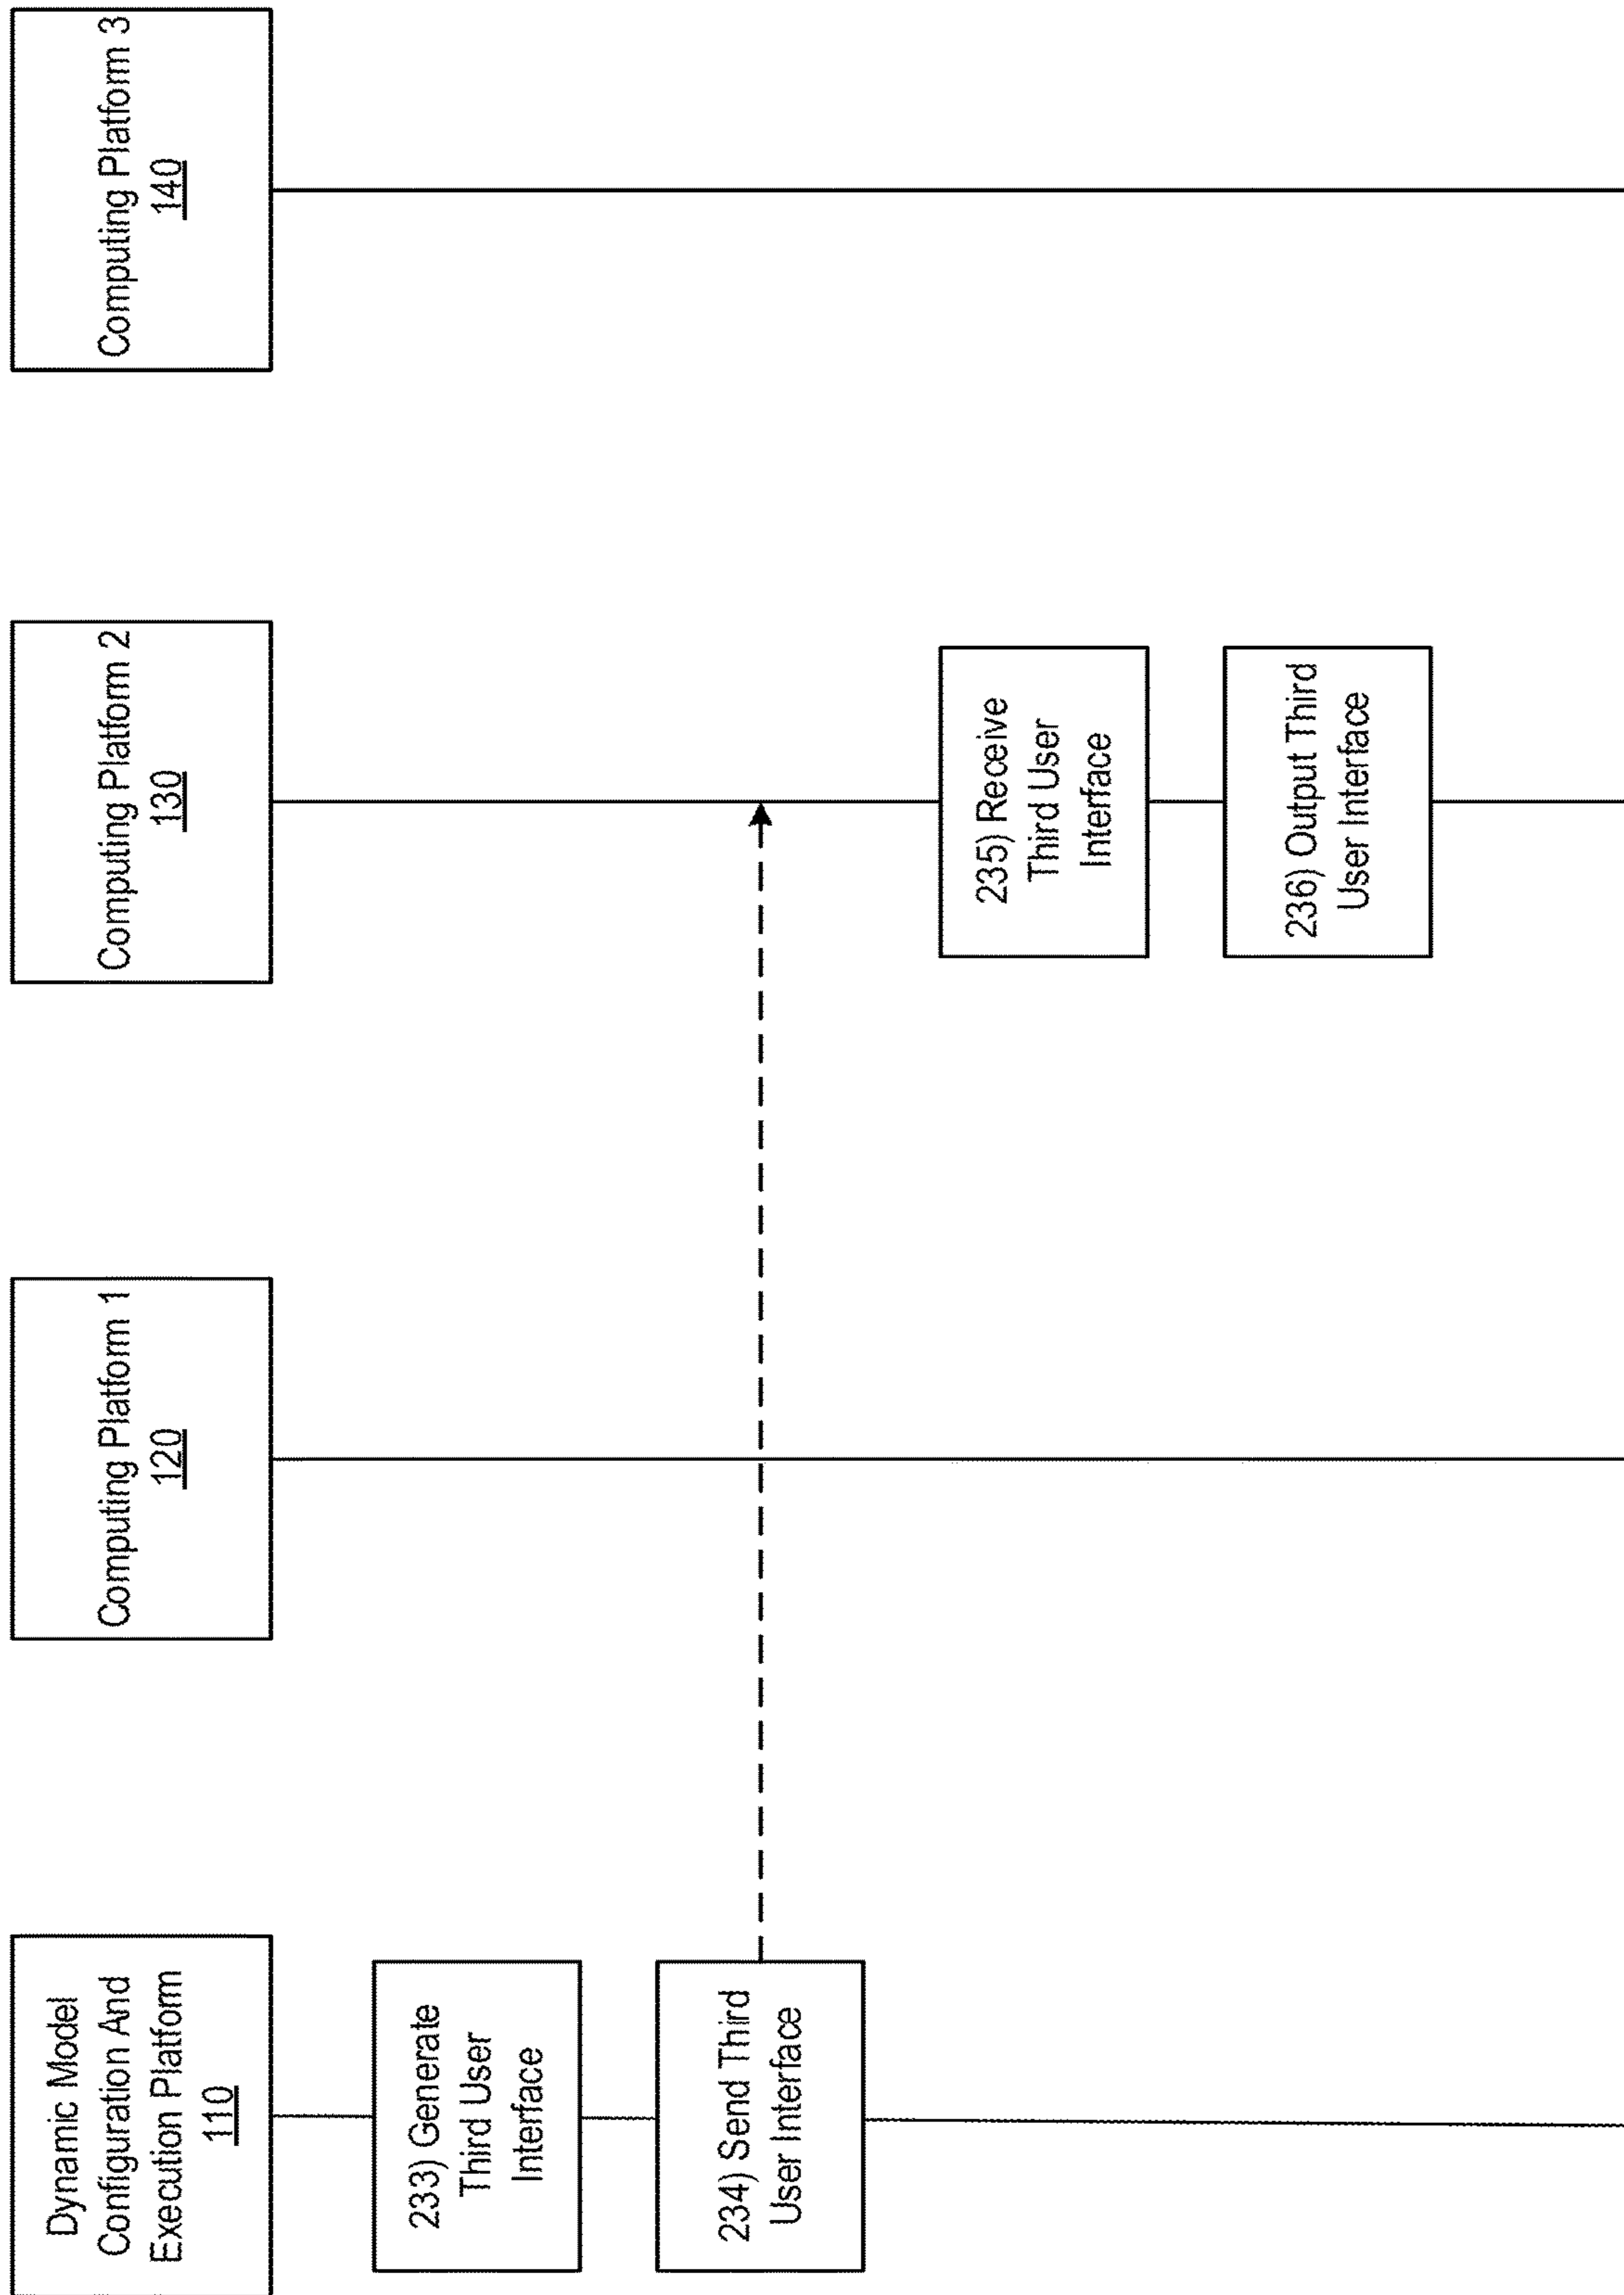 Dynamic Model
Configuration And
Execution Platform
110
Computing Platform 1
120
Computing Platform 2
130
Computing Platform 3
140
233) Generate
Third User
Interface
234) Send Third
User Interface
235) Receive
Third User
Interface
236) Output Third
User Interface